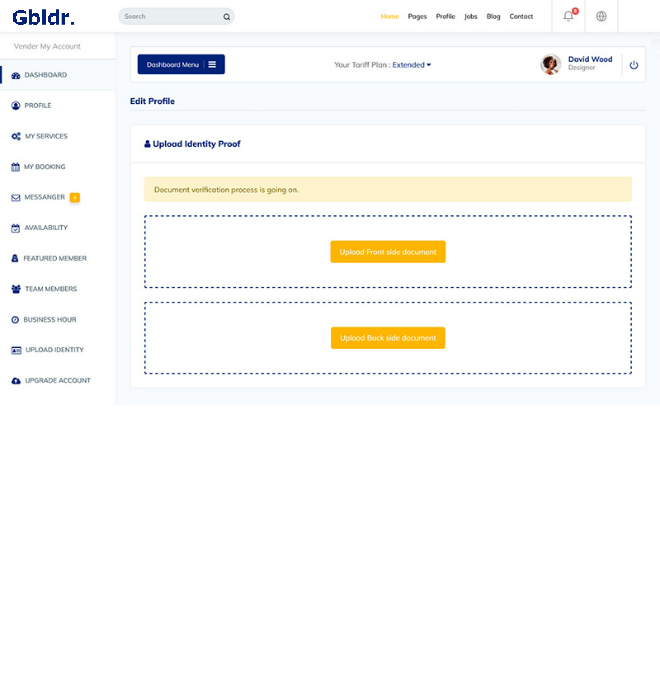 Gbldr.
Search
Home Pages Profile Jobs Blog Contact
Vender My Account
DASHBOARD
PROFILE
MY SERVICES
MY BOOKING
MESSANGER
AVAILABILITY
FEATURED MEMBER
TEAM MEMBERS
BUSINESS HOUR
UPLOAD IDENTITY
UPGRADE ACCOUNT
Dashboard Menu
Your Tariff Plan : Extended
David Wood
Designer
Edit Profile
Upload Identity Proof
Document verification process is going on.
Upload Front side document
Upload Back side document